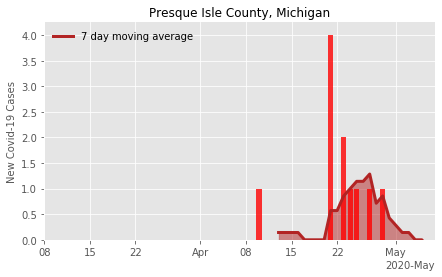 Presque Isle County, Michigan
7 day moving average
New Covid-19 Cases
4.0
3.5
3.0
2.5
2.0
1.5
1.0
0.5
0.0
08 15 22 Apr 08 15 22 May
2020-May